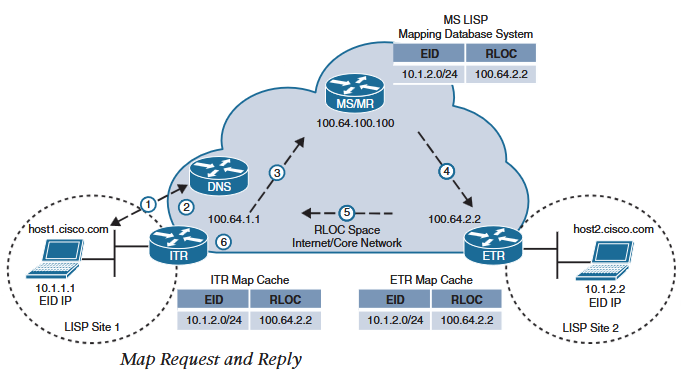 MS LISP
Mapping Database System
EID RLOC
10.1.2.0/24 100.64.2.2
MS/MR
100.64.100.100
3
4
DNS
1
2
100.64.1.1
5
100.64.2.2
RLOC Space
Internet/Core Network
host1.cisco.com
host2.cisco.com
6
ITR
ETR
10.1.1.1
EID IP
10.1.2.2
EID IP
LISP Site 1
LISP Site 2
ITR Map Cache
EID RLOC
10.1.2.0/24 100.64.2.2
ETR Map Cache
EID RLOC
10.1.2.0/24 100.64.2.2
Map Request and Reply